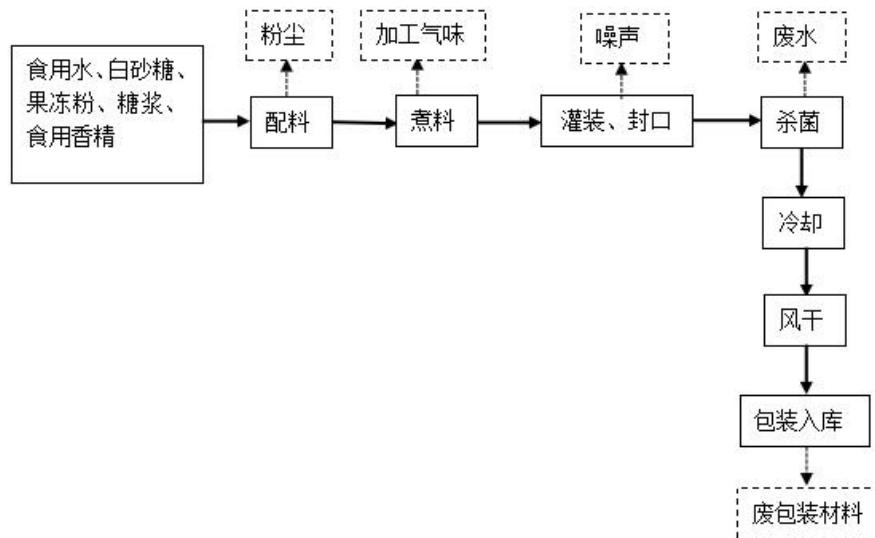 粉尘
加工气味
噪声
废水
食用水、白砂糖、
果冻粉、糖浆、
食用香精
配料
煮料
灌装、封口
杀菌
冷却
风干
包装入库
废包装材料